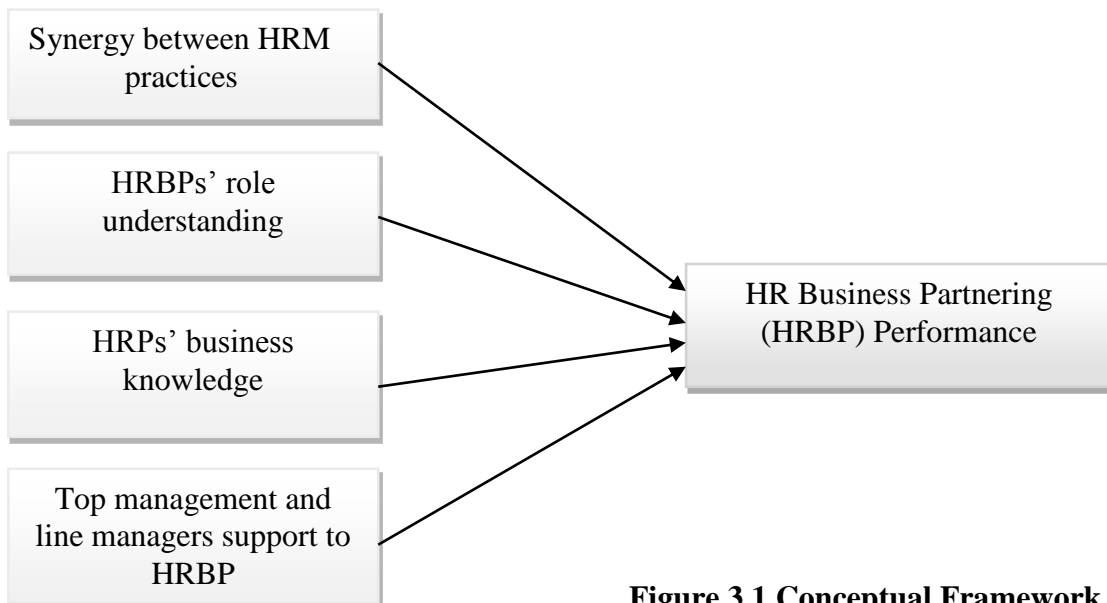 Synergy between HRM
practices
HRBPs’ role
understanding
HRPs’ business
knowledge
Top management and
line managers support to
HRBP
HR Business Partnering
(HRBP) Performance
Figure 3.1 Conceptual Framework